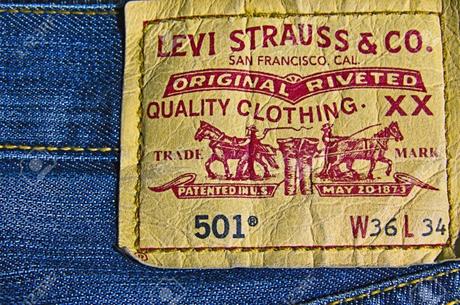 LEVI STRAUSS & CO.
SAN FRANCISCO, CAL.
ORIGINAL RIVETED
QUALITY CLOTHING. XX
TRADE MARK
PATENTED IN U.S. MAY 20 1873
501® W36 L 34